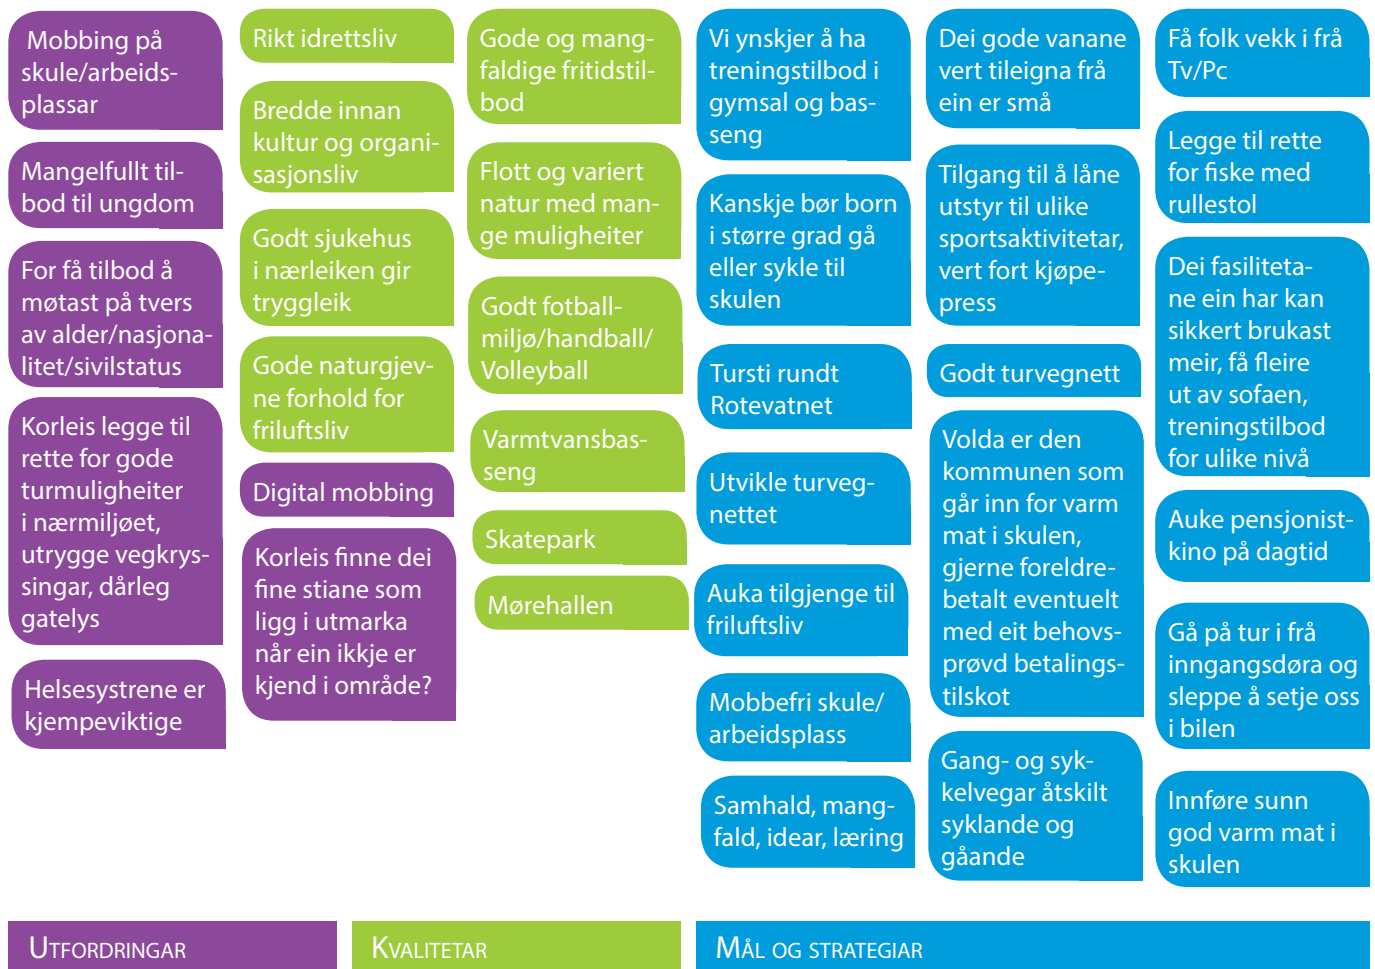 Mobbing på
skule/arbeids-
plassar
Mangelfullt til-
bod til ungdom
For få tilbod å
møtast på tvers
av alder/nasjona-
litet/sivilstatus
Korleis legge til
rette for gode
turmuligheiter
i nærmiljøet,
utrygge vegkrys-
singar, dårleg
gatelys
Helsesystrene er
kjempeviktige
Rikt idrettsliv
Bredde innan
kultur og organi-
sasjonsliv
Godt sjukehus
i nærleiken gir
tryggleik
Gode naturgjev-
ne forhold for
friluftsliv
Digital mobbing
Korleis finne dei
fine stiane som
ligg i utmarka
når ein ikkje er
kjend i område?
Gode og mang-
faldige fritidstil-
bod
Flott og variert
natur med man-
ge muligheiter
Godt fotball-
miljø/handball/
Volleyball
Varmtvansbas-
seng
Skatepark
Mørehallen
Vi ynskjer å ha
treningstilbod i
gymsal og bas-
seng
Kanskje bør born
i større grad gå
eller sykle til
skulen
Tursti rundt
Rotevatnet
Utvikle turveg-
nettet
Auka tilgjenge til
friluftsliv
Mobbefri skule/
arbeidsplass
Samhald, mang-
fald, idear, læring
Dei gode vanane
vert tileigna frå
ein er små
Tilgang til å låne
utstyr til ulike
sportsaktivitetar,
vert fort kjøpe-
press
Godt turvegnett
Volda er den
kommunen som
går inn for varm
mat i skulen,
gjerne foreldre-
betalt eventuelt
med eit behovs-
prøvd betalings-
tilskot
Gang- og syk-
kelvegar åtskilt
syklande og
gåande
Få folk vekk i frå
Tv/Pc
Legge til rette
for fiske med
rullestol
Dei fasiliteta-
ne ein har kan
sikkert brukast
meir, få fleire
ut av sofaen,
treningstilbod
for ulike nivå
Auke pensjonist-
kino på dagtid
Gå på tur i frå
inngangsdøra og
sleppe å setje oss
i bilen
Innføre sunn
god varm mat i
skulen
Utfordringar
Kvalitetar
Mål og strategiar